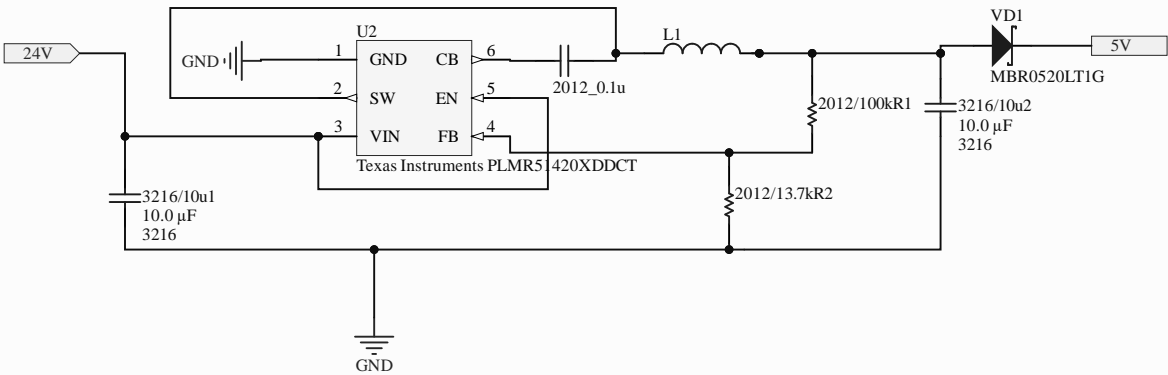 24V
GND
U2
1
GND
CB
6
2
SW
EN
5
3
VIN
FB
4
Texas Instruments PLMR51420XDDCT
2012_0.1u
L1
VD1
MBR0520LT1G
5V
2012/100kR1
3216/10u2
10.0 µF
3216
2012/13.7kR2
3216/10u1
10.0 µF
3216
GND